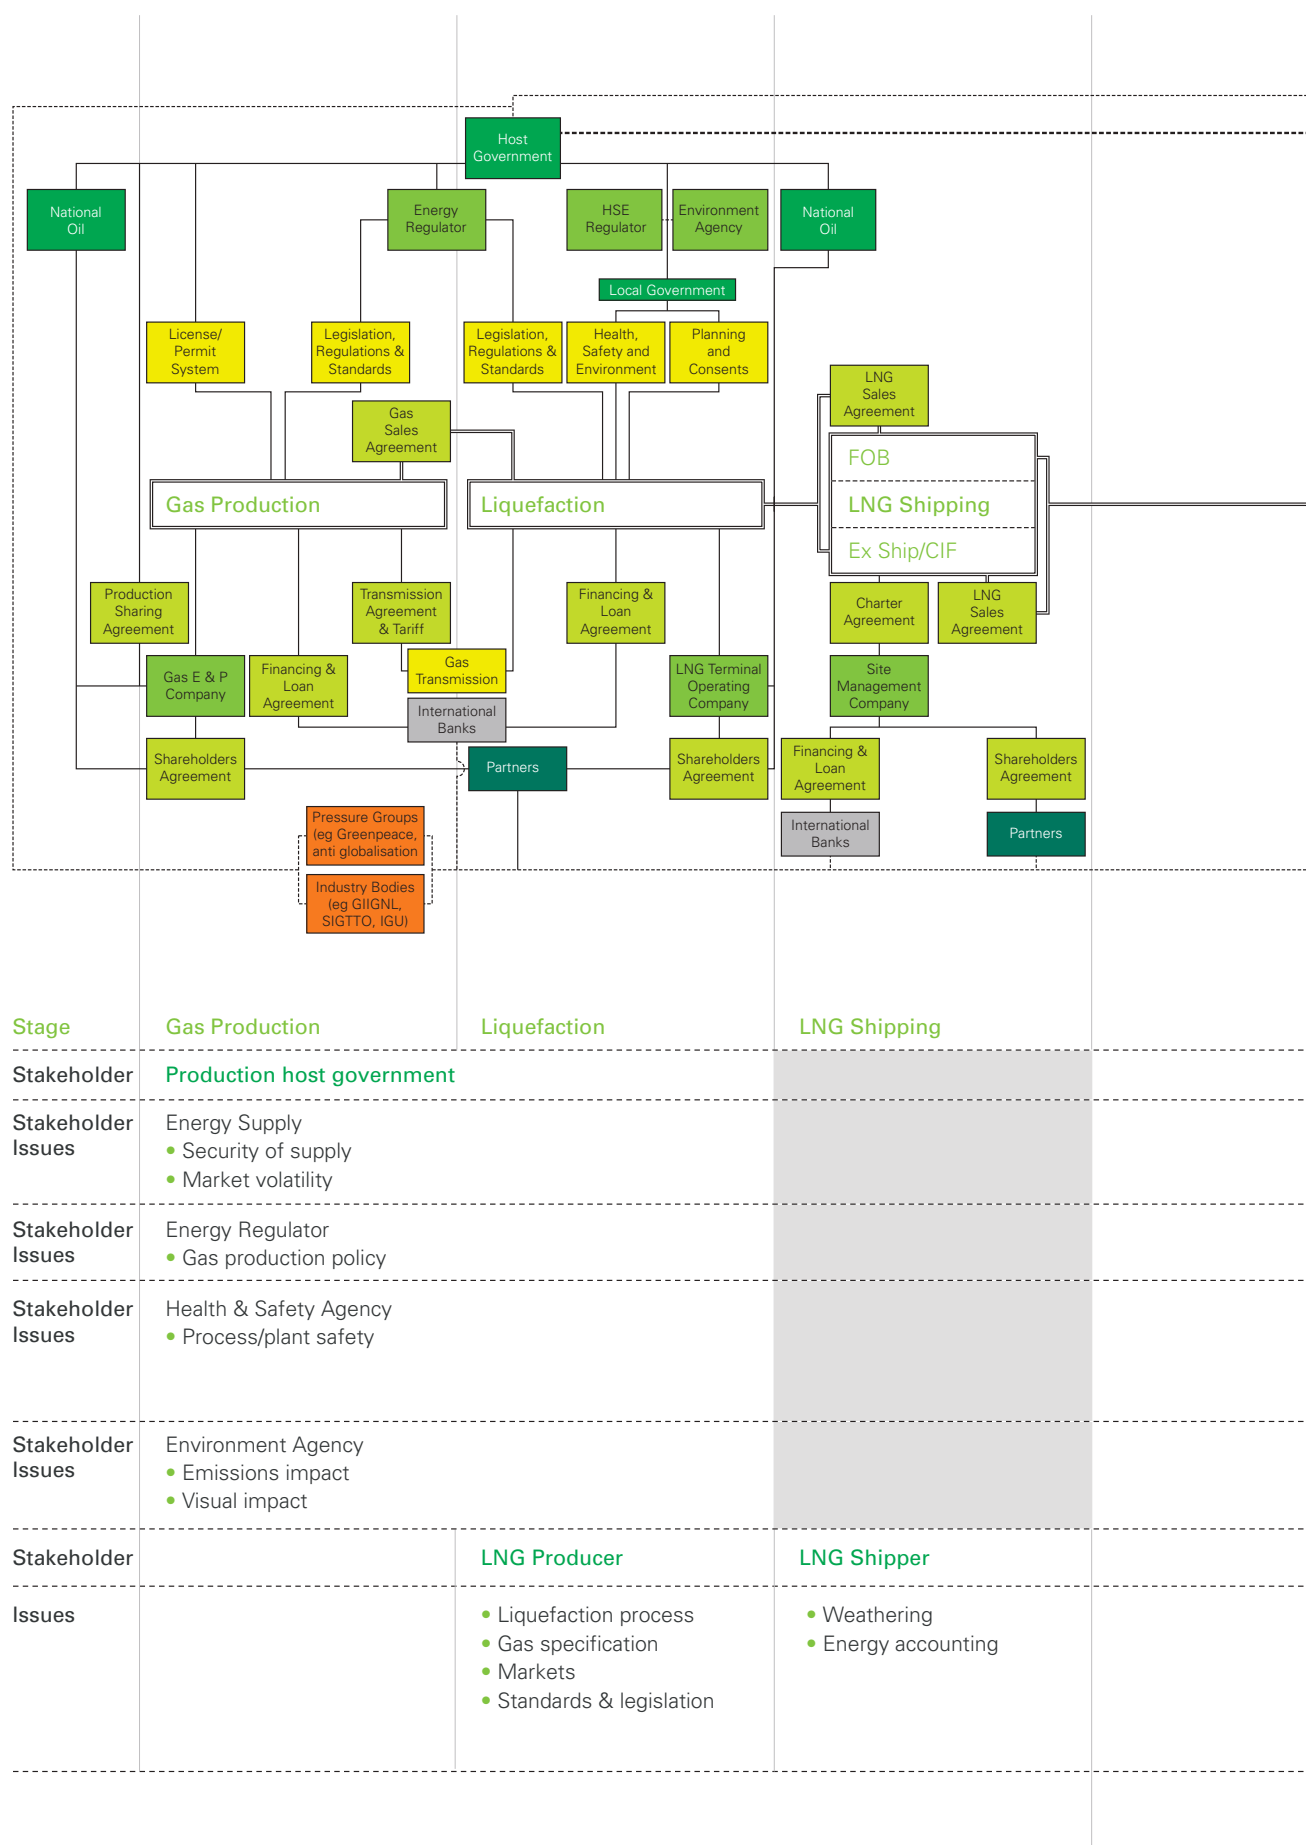 Host
Government
National
Oil
Energy
Regulator
HSE
Regulator
Environment
Agency
National
Oil
Local Government
License/
Permit
System
Legislation,
Regulations &
Standards
Legislation,
Regulations &
Standards
Health,
Safety and
Environment
Planning
and
Consents
LNG
Sales
Agreement
Gas
Sales
Agreement
FOB
Gas Production
Liquefaction
LNG Shipping
Ex Ship/CIF
Production
Sharing
Agreement
Transmission
Agreement
& Tariff
Financing &
Loan
Agreement
Charter
Agreement
LNG
Sales
Agreement
Gas E & P
Company
Financing &
Loan
Agreement
Gas
Transmission
LNG Terminal
Operating
Company
Site
Management
Company
International
Banks
Shareholders
Agreement
Partners
Shareholders
Agreement
Financing &
Loan
Agreement
Shareholders
Agreement
Pressure Groups
(eg Greenpeace,
anti globalisation
International
Banks
Partners
Industry Bodies
(eg GIIGNL,
SIGTTO, IGU)
Stage
Gas Production
Liquefaction
LNG Shipping
Stakeholder
Production host government
Stakeholder
Issues
Energy Supply
• Security of supply
• Market volatility
Stakeholder
Issues
Energy Regulator
• Gas production policy
Stakeholder
Issues
Health & Safety Agency
• Process/plant safety
Stakeholder
Issues
Environment Agency
• Emissions impact
• Visual impact
Stakeholder
LNG Producer
LNG Shipper
Issues
• Liquefaction process
• Gas specification
• Markets
• Standards & legislation
• Weathering
• Energy accounting